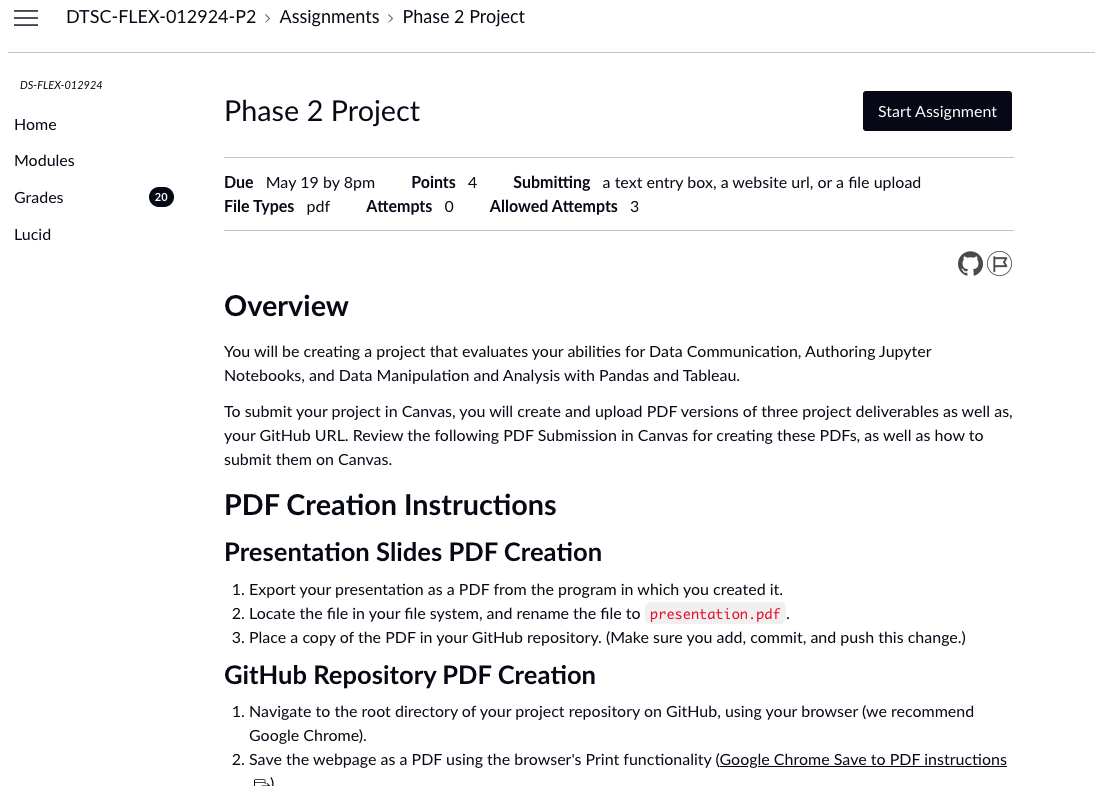 DTSC-FLEX-012924-P2 › Assignments › Phase 2 Project
DS-FLEX-012924
Home
Modules
Grades 20
Lucid
Phase 2 Project
Start Assignment
Due May 19 by 8pm Points 4 Submitting a text entry box, a website url, or a file upload
File Types pdf Attempts 0 Allowed Attempts 3
Overview
You will be creating a project that evaluates your abilities for Data Communication, Authoring Jupyter
Notebooks, and Data Manipulation and Analysis with Pandas and Tableau.
To submit your project in Canvas, you will create and upload PDF versions of three project deliverables as well as,
your GitHub URL. Review the following PDF Submission in Canvas for creating these PDFs, as well as how to
submit them on Canvas.
PDF Creation Instructions
Presentation Slides PDF Creation
1. Export your presentation as a PDF from the program in which you created it.
2. Locate the file in your file system, and rename the file to presentation.pdf.
3. Place a copy of the PDF in your GitHub repository. (Make sure you add, commit, and push this change.)
GitHub Repository PDF Creation
1. Navigate to the root directory of your project repository on GitHub, using your browser (we recommend
Google Chrome).
2. Save the webpage as a PDF using the browser's Print functionality (Google Chrome Save to PDF instructions
)